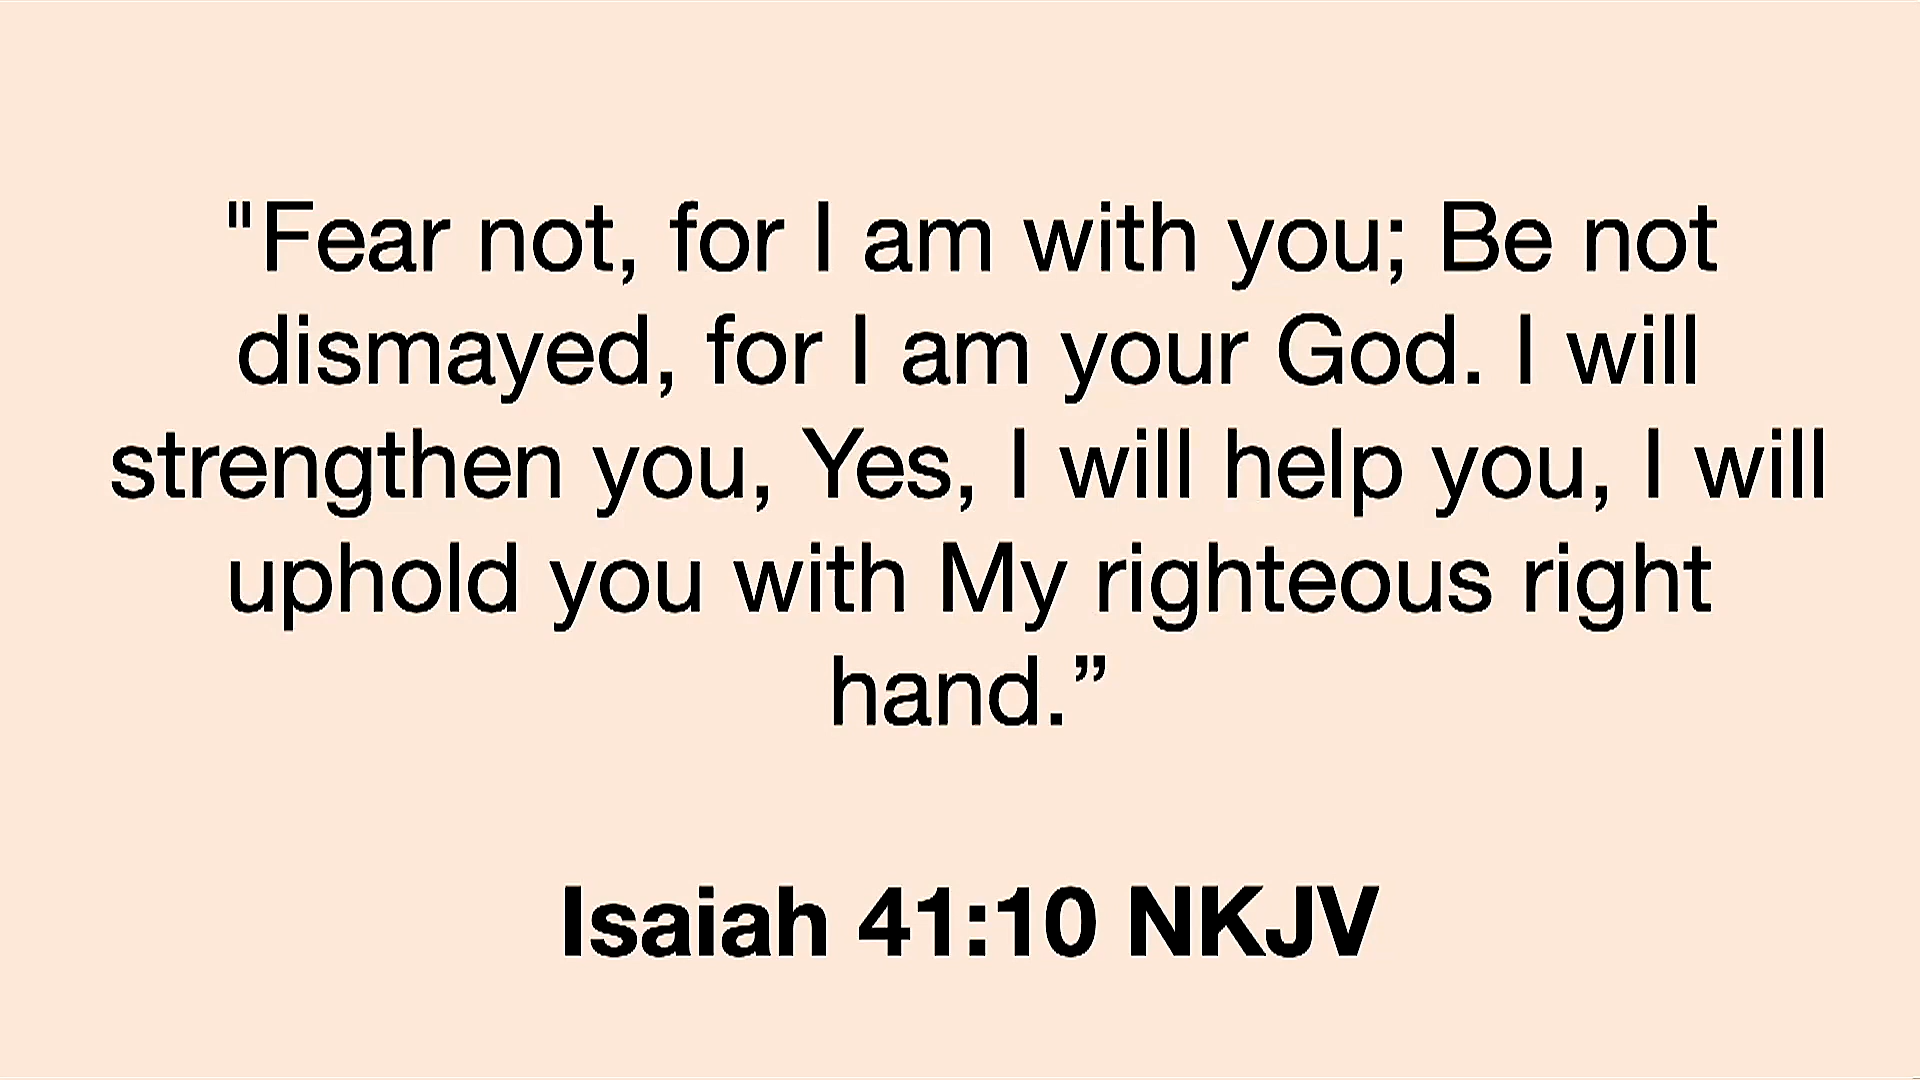 "Fear not, for I am with you; Be not
dismayed, for I am your God. I will
strengthen you, Yes, I will help you, I will
uphold you with My righteous right
hand.”
Isaiah 41:10 NKJV